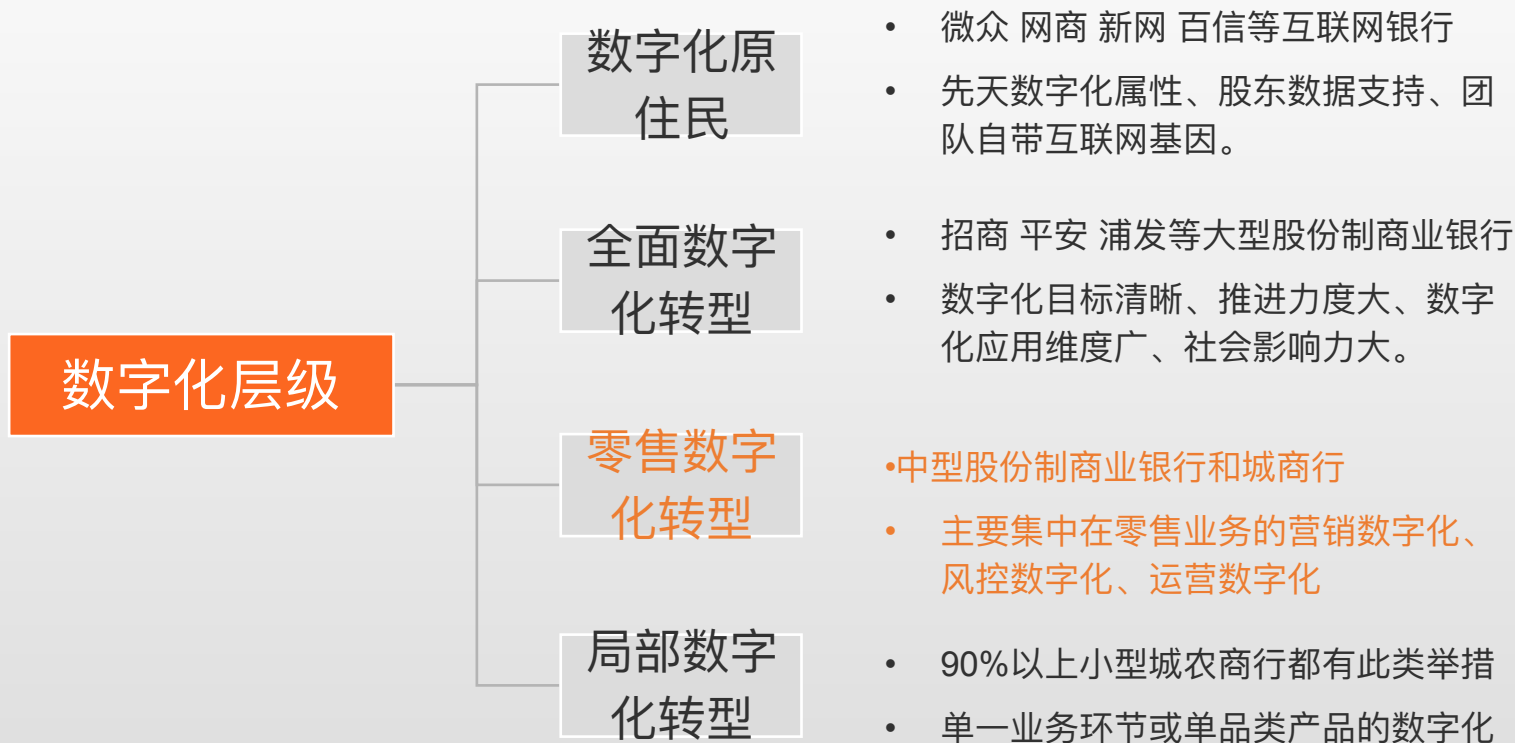 数字化层级
数字化原
住民
• 微众 网商 新网 百信等互联网银行
• 先天数字化属性、股东数据支持、团
队自带互联网基因。
全面数字
化转型
• 招商 平安 浦发等大型股份制商业银行
• 数字化目标清晰、推进力度大、数字
化应用维度广、社会影响力大。
零售数字
化转型
•中型股份制商业银行和城商行
• 主要集中在零售业务的营销数字化、
风控数字化、运营数字化
局部数字
化转型
• 90%以上小型城农商行都有此类举措
• 单一业务环节或单品类产品的数字化